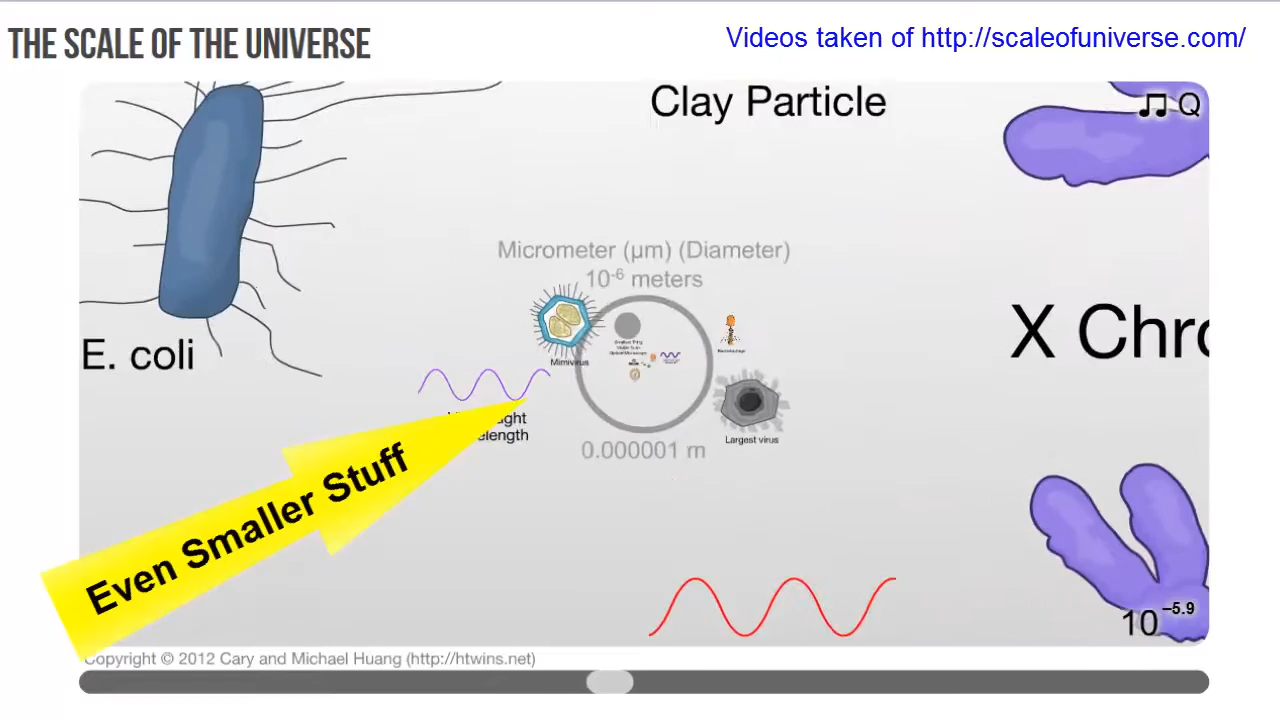 THE SCALE OF THE UNIVERSE
Videos taken of http://scaleofuniverse.com/
Clay Particle
Q
Micrometer (µm) (Diameter)
10-6 meters
Mimivirus
E. coli
X Chr
Largest virus
0.000001 m
Even Smaller Stuff
10 –5.9
Copyright © 2012 Cary and Michael Huang (http://htwins.net)